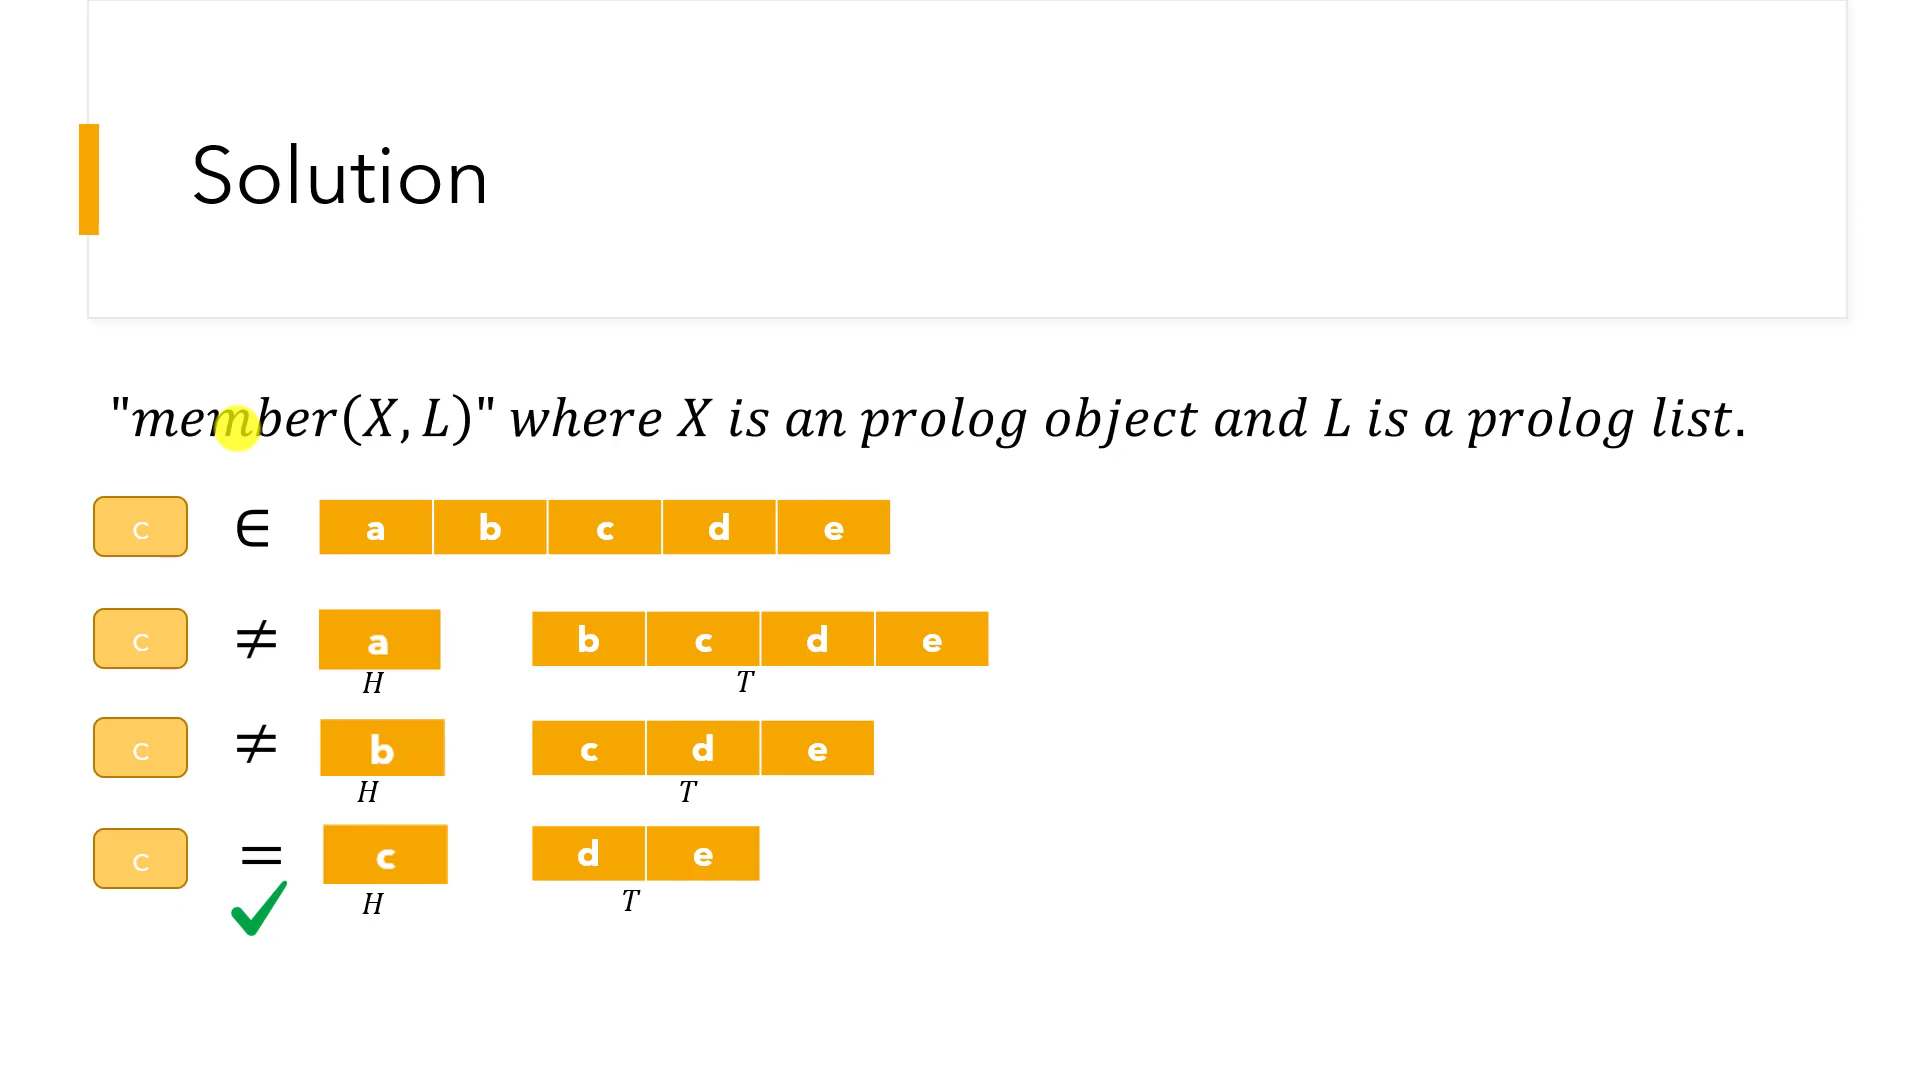 Solution
"member(X, L)" where X is an prolog object and L is a prolog list.
c ∈ a b c d e
c ≠ a b c d e
H T
c ≠ b c d e
H T
c = c d e
H T